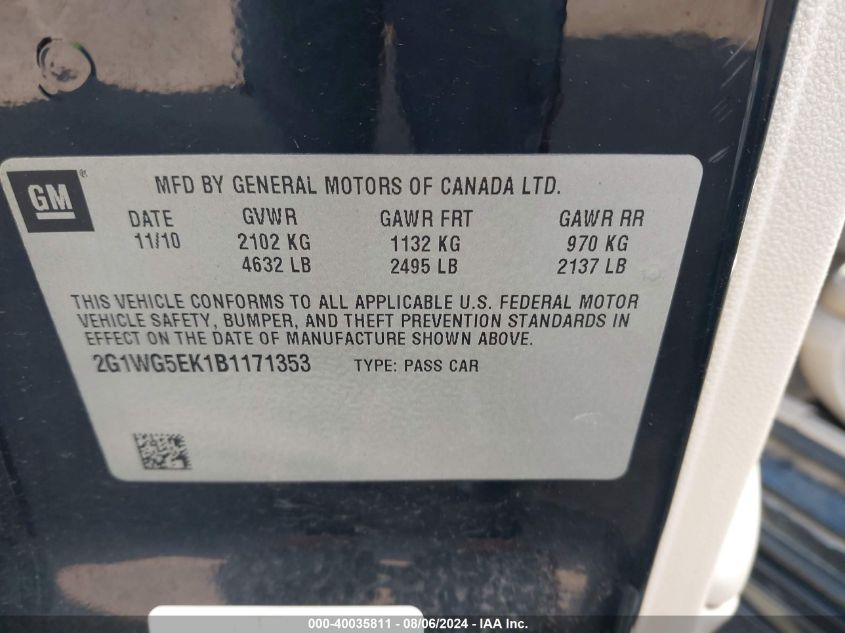 GM®
MFD BY GENERAL MOTORS OF CANADA LTD.
DATE GVWR GAWR FRT GAWR RR
11/10 2102 KG 1132 KG 970 KG
4632 LB 2495 LB 2137 LB
THIS VEHICLE CONFORMS TO ALL APPLICABLE U.S. FEDERAL MOTOR
VEHICLE SAFETY, BUMPER, AND THEFT PREVENTION STANDARDS IN
EFFECT ON THE DATE OF MANUFACTURE SHOWN ABOVE.
2G1WG5EK1B1171353 TYPE: PASS CAR
000-40035811 - 08/06/2024 - IAA Inc.